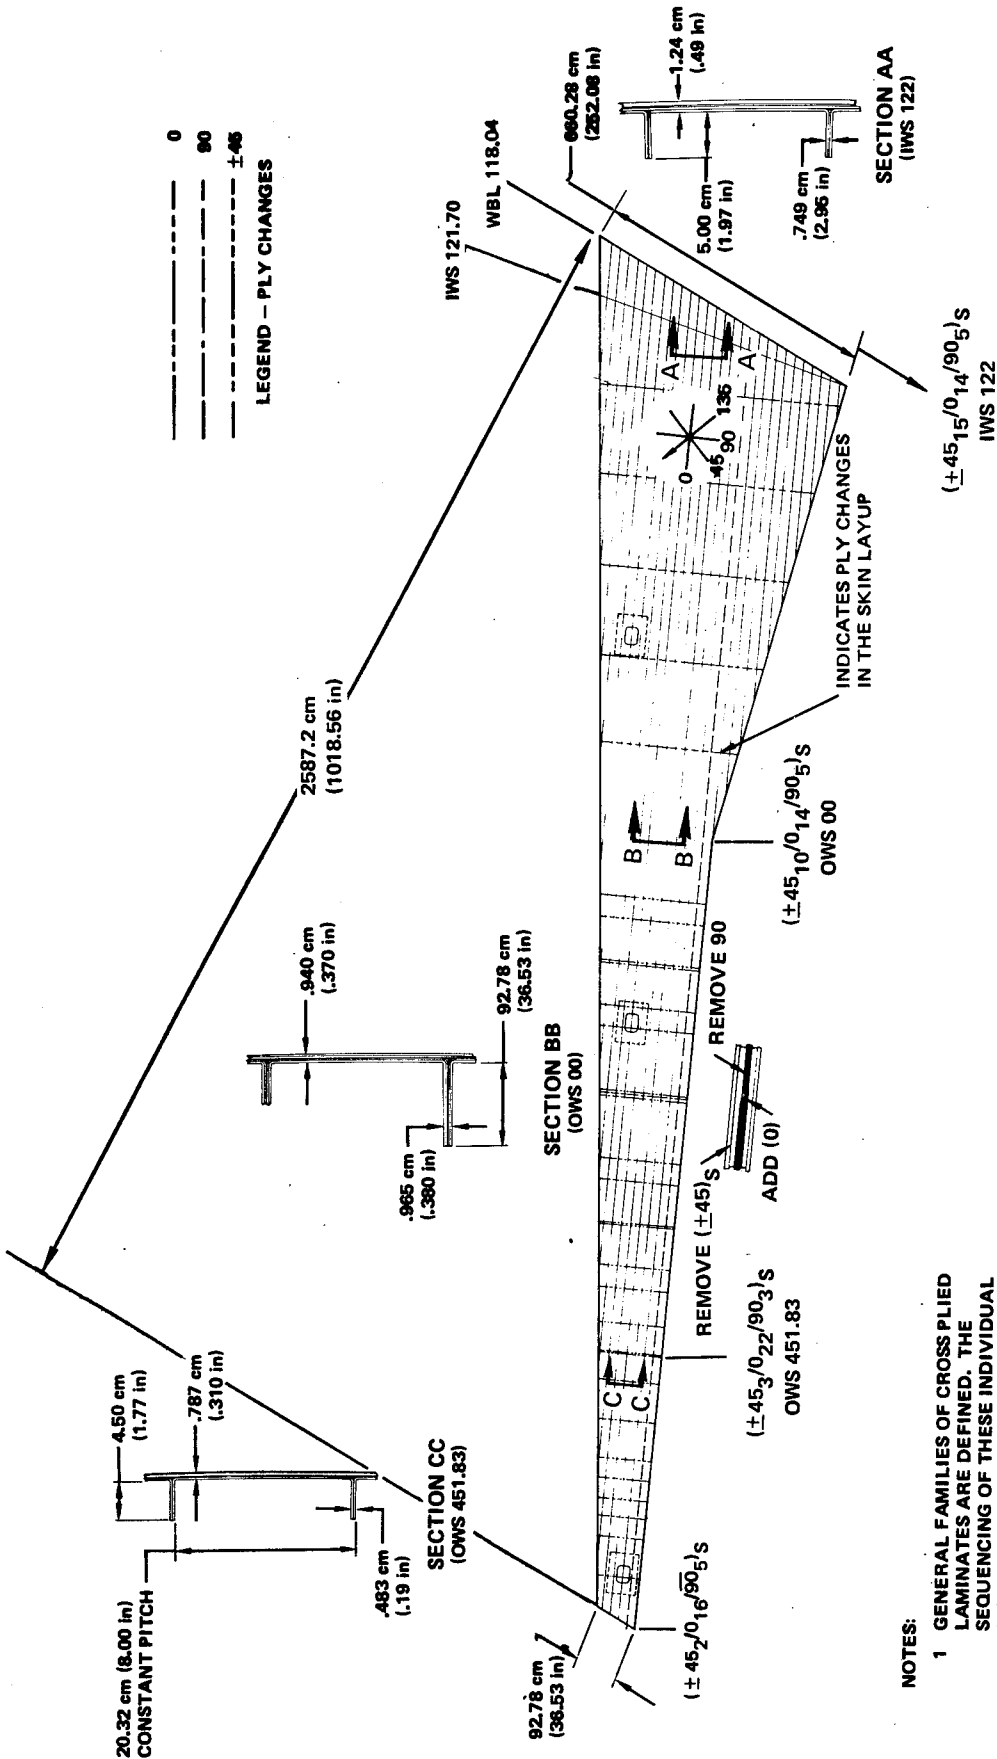 0
90
±45
LEGEND – PLY CHANGES
2587.2 cm
(1018.56 in)
IWS 121.70
WBL 118.04
660.28 cm
(252.08 in)
1.24 cm
(.49 in)
5.00 cm
(1.97 in)
.749 cm
(2.95 in)
SECTION AA
(IWS 122)
.940 cm
(.370 in)
.965 cm
(.380 in)
92.78 cm
(36.53 in)
SECTION BB
(OWS 00)
4.50 cm
(1.77 in)
.787 cm
(.310 in)
20.32 cm (8.00 in)
CONSTANT PITCH
.483 cm
(.19 in)
SECTION CC
(OWS 451.83)
92.78 cm
(36.53 in)
C
C
B
B
A
A
0
45
90
135
(±45₂/0₁₆/9̅0̅₅)S
(±45₃/0₂₂/90₃)S
OWS 451.83
REMOVE (±45)S
REMOVE 90
ADD (0)
(±45₁₀/0₁₄/90₅)S
OWS 00
INDICATES PLY CHANGES
IN THE SKIN LAYUP
(±45₁₅/0₁₄/90₅)S
IWS 122
NOTES:
1 GENERAL FAMILIES OF CROSS PLIED
LAMINATES ARE DEFINED. THE
SEQUENCING OF THESE INDIVIDUAL